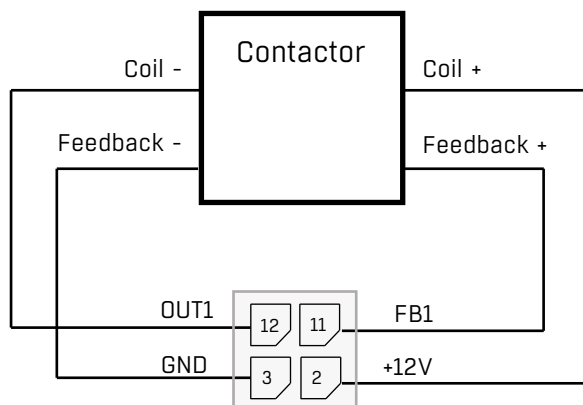 Contactor
Coil - Coil +
Feedback - Feedback +
OUT1 12 11 FB1
GND 3 2 +12V